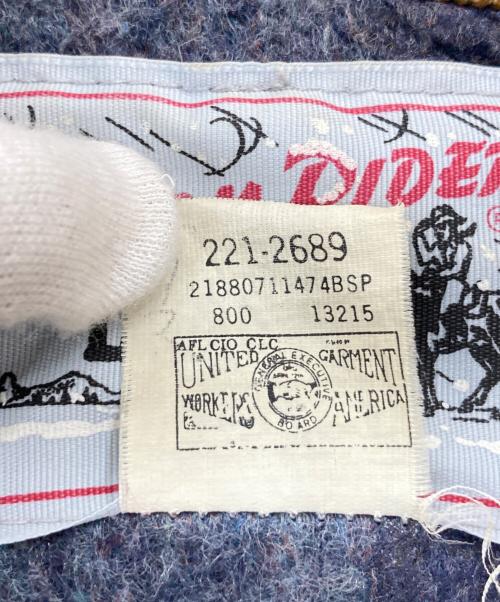 RIDER
®
221-2689
21880711474BSP
800 13215
AFL CIO CLC
UNITED GARMENT
WORKERS AMERICA
GENERAL EXECUTIVE
BOARD